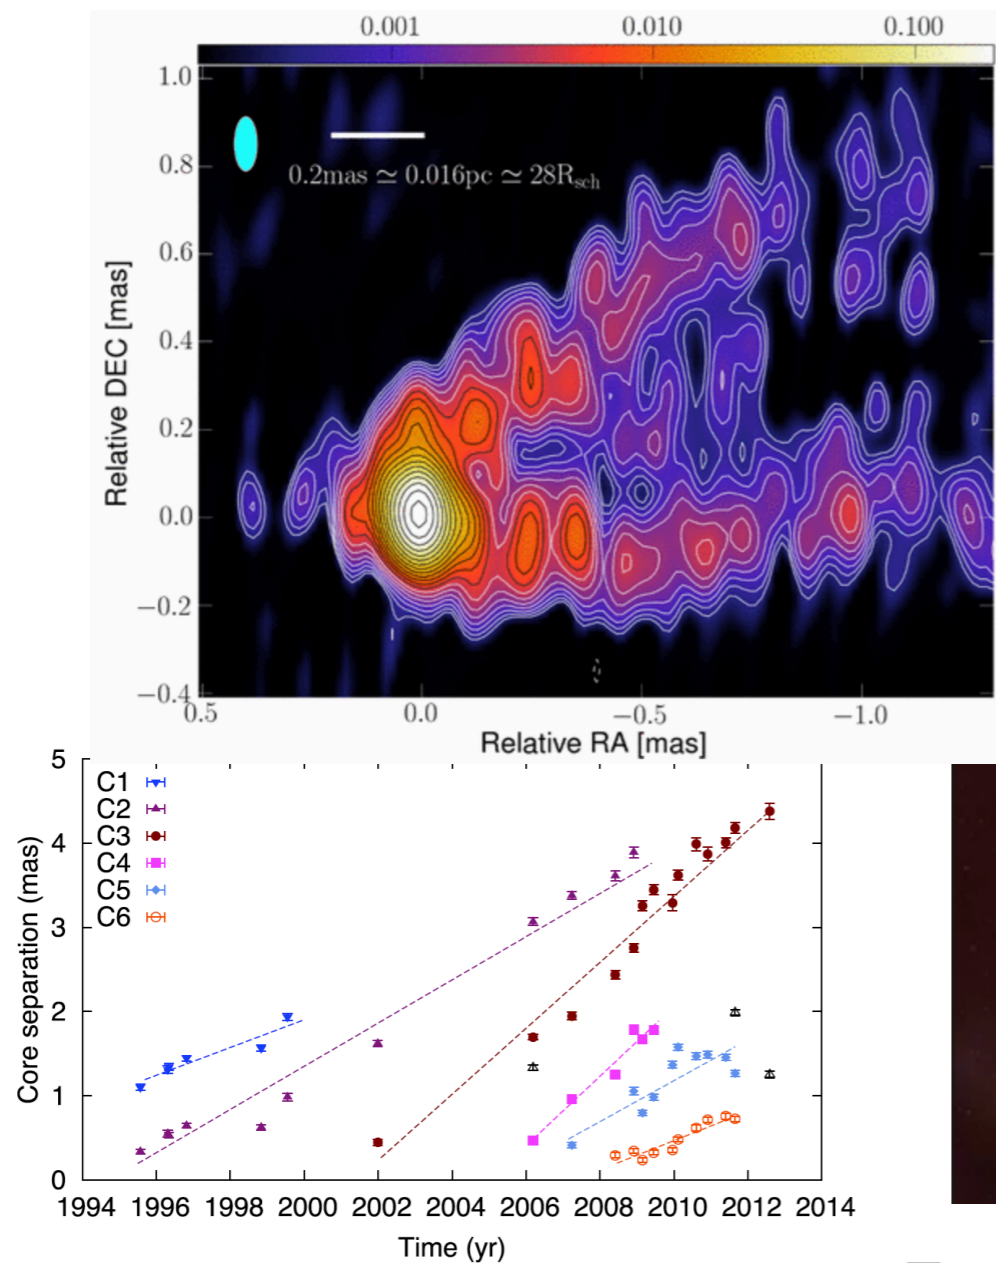 0.001 0.010 0.100
1.0
0.8
0.2mas ≃ 0.016pc ≃ 28R_sch
0.6
0.4
0.2
0.0
−0.2
−0.4
Relative DEC [mas]
0.5 0.0 −0.5 −1.0
Relative RA [mas]
5
C1
C2
C3
C4
C5
C6
4
3
2
1
0
Core separation (mas)
1994 1996 1998 2000 2002 2004 2006 2008 2010 2012 2014
Time (yr)